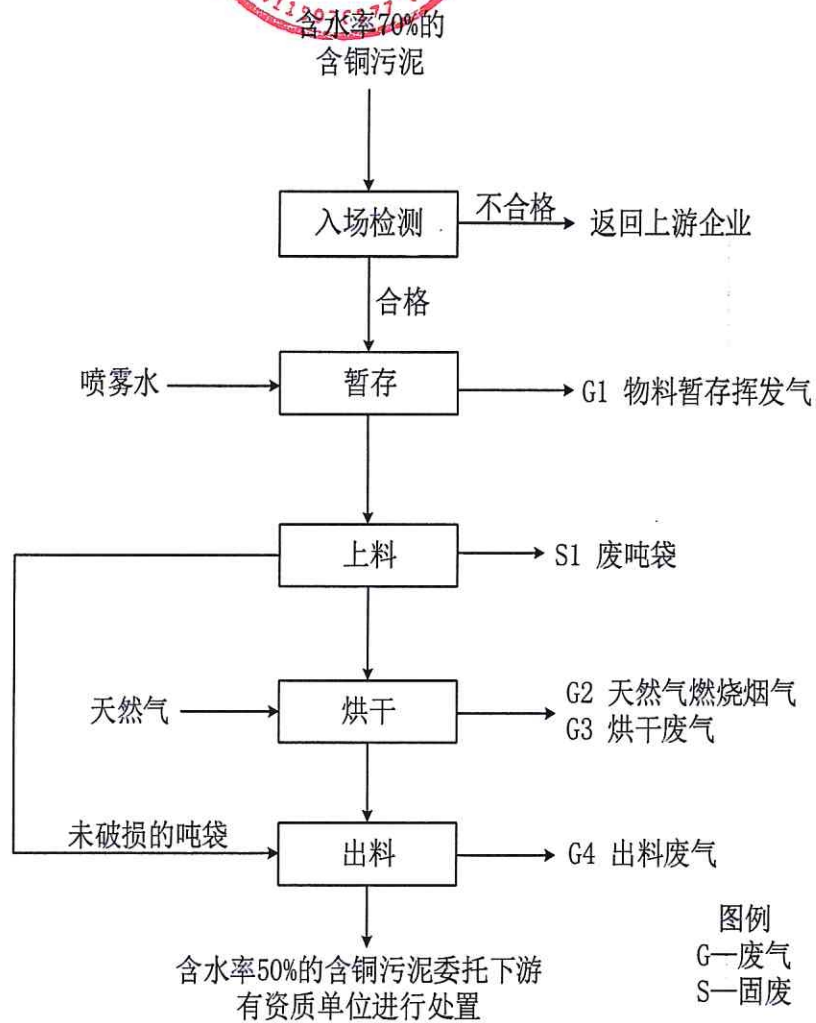 含水率70%的
含铜污泥
入场检测
不合格
返回上游企业
合格
喷雾水
暂存
G1 物料暂存挥发气
上料
S1 废吨袋
天然气
烘干
G2 天然气燃烧烟气
G3 烘干废气
未破损的吨袋
出料
G4 出料废气
含水率50%的含铜污泥委托下游
有资质单位进行处置
图例
G—废气
S—固废